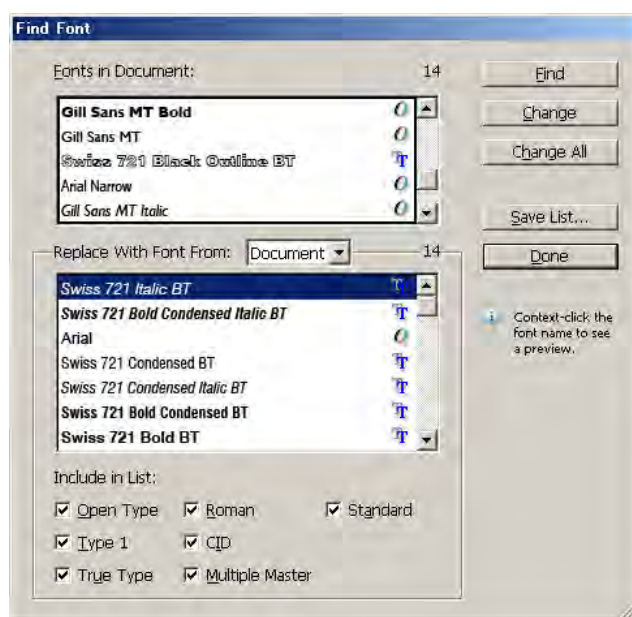 Find Font
Fonts in Document: 14
Gill Sans MT Bold
Gill Sans MT
Swiss 721 Black Outline BT
Arial Narrow
Gill Sans MT Italic
Replace With Font From: Document 14
Swiss 721 Italic BT
Swiss 721 Bold Condensed Italic BT
Arial
Swiss 721 Condensed BT
Swiss 721 Condensed Italic BT
Swiss 721 Bold Condensed BT
Swiss 721 Bold BT
Include in List:
Open Type Roman Standard
Type 1 CID
True Type Multiple Master
Find
Change
Change All
Save List...
Done
Context-click the
font name to see
a preview.